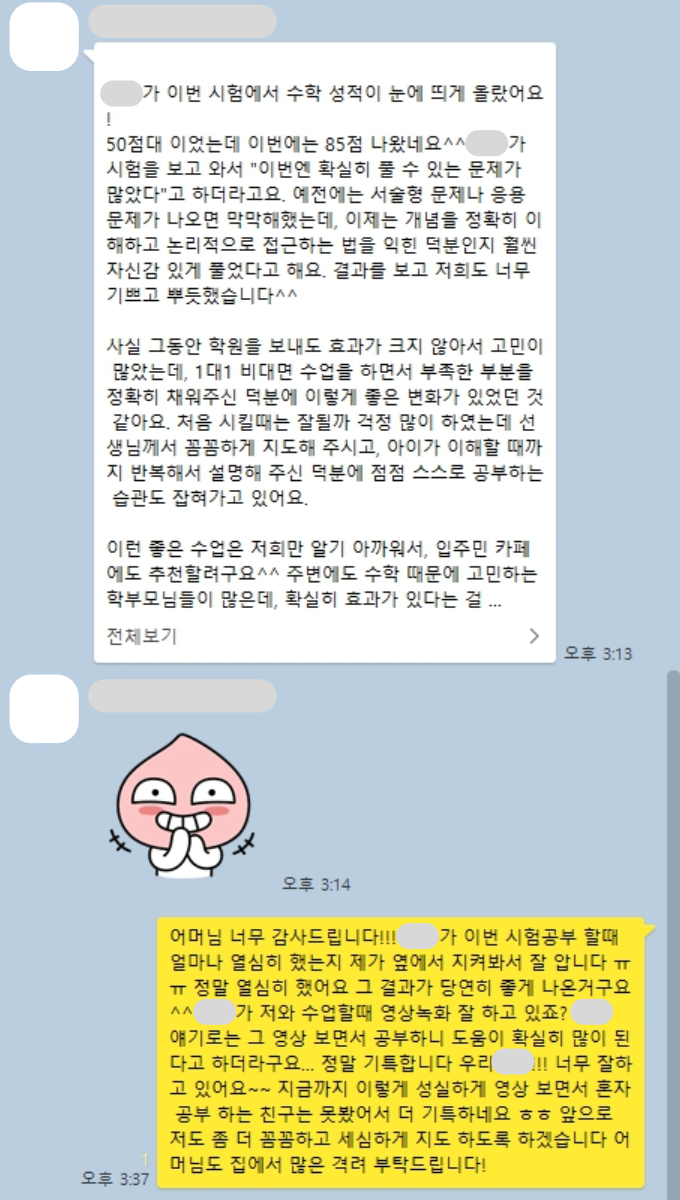 가 이번 시험에서 수학 성적이 눈에 띄게 올랐어요
!
50점대 이었는데 이번에는 85점 나왔네요^^ 가
시험을 보고 와서 "이번엔 확실히 풀 수 있는 문제가
많았다"고 하더라고요. 예전에는 서술형 문제나 응용
문제가 나오면 막막해했는데, 이제는 개념을 정확히 이
해하고 논리적으로 접근하는 법을 익힌 덕분인지 훨씬
자신감 있게 풀었다고 해요. 결과를 보고 저희도 너무
기쁘고 뿌듯했습니다^^
사실 그동안 학원을 보내도 효과가 크지 않아서 고민이
많았는데, 1대1 비대면 수업을 하면서 부족한 부분을
정확히 채워주신 덕분에 이렇게 좋은 변화가 있었던 것
같아요. 처음 시킬때는 잘될까 걱정 많이 하였는데 선
생님께서 꼼꼼하게 지도해 주시고, 아이가 이해할 때까
지 반복해서 설명해 주신 덕분에 점점 스스로 공부하는
습관도 잡혀가고 있어요.
이런 좋은 수업은 저희만 알기 아까워서, 입주민 카페
에도 추천할려구요^^ 주변에도 수학 때문에 고민하는
학부모님들이 많은데, 확실히 효과가 있다는 걸 ...
전체보기
오후 3:13
오후 3:14
어머님 너무 감사드립니다!!! 가 이번 시험공부 할때
얼마나 열심히 했는지 제가 옆에서 지켜봐서 잘 압니다 ㅠ
ㅠ 정말 열심히 했어요 그 결과가 당연히 좋게 나온거구요
^^ 가 저와 수업할때 영상녹화 잘 하고 있죠?
얘기로는 그 영상 보면서 공부하니 도움이 확실히 많이 된
다고 하더라구요... 정말 기특합니다 우리 !!! 너무 잘하
고 있어요~~ 지금까지 이렇게 성실하게 영상 보면서 혼자
공부 하는 친구는 못봤어서 더 기특하네요 ㅎㅎ 앞으로
저도 좀 더 꼼꼼하고 세심하게 지도 하도록 하겠습니다 어
머님도 집에서 많은 격려 부탁드립니다!
1
오후 3:37